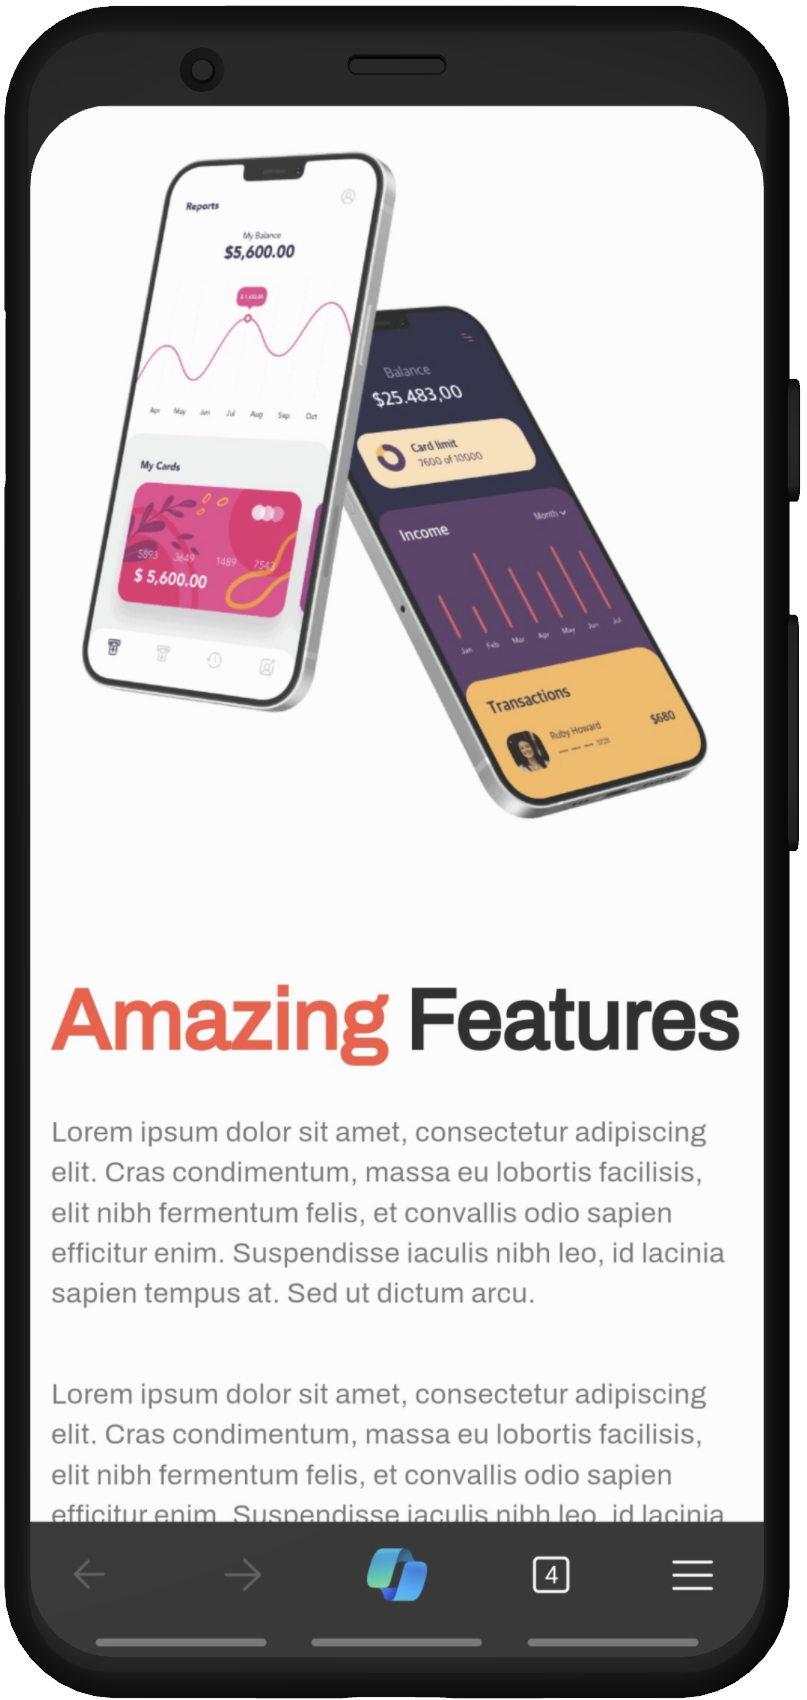 Reports
My Balance
$5,600.00
Apr May Jun Jul Aug Sep Oct
My Cards
5893 3649 1489 7543
$ 5,600.00
Balance
$25.483,00
Card limit
7600 of 10000
Income
Month
Jan Feb Mar Apr May Jun Jul
Transactions
Ruby Howard
$680
Amazing Features
Lorem ipsum dolor sit amet, consectetur adipiscing
elit. Cras condimentum, massa eu lobortis facilisis,
elit nibh fermentum felis, et convallis odio sapien
efficitur enim. Suspendisse iaculis nibh leo, id lacinia
sapien tempus at. Sed ut dictum arcu.
Lorem ipsum dolor sit amet, consectetur adipiscing
elit. Cras condimentum, massa eu lobortis facilisis,
elit nibh fermentum felis, et convallis odio sapien
efficitur enim. Suspendisse iaculis nibh leo, id lacinia
4